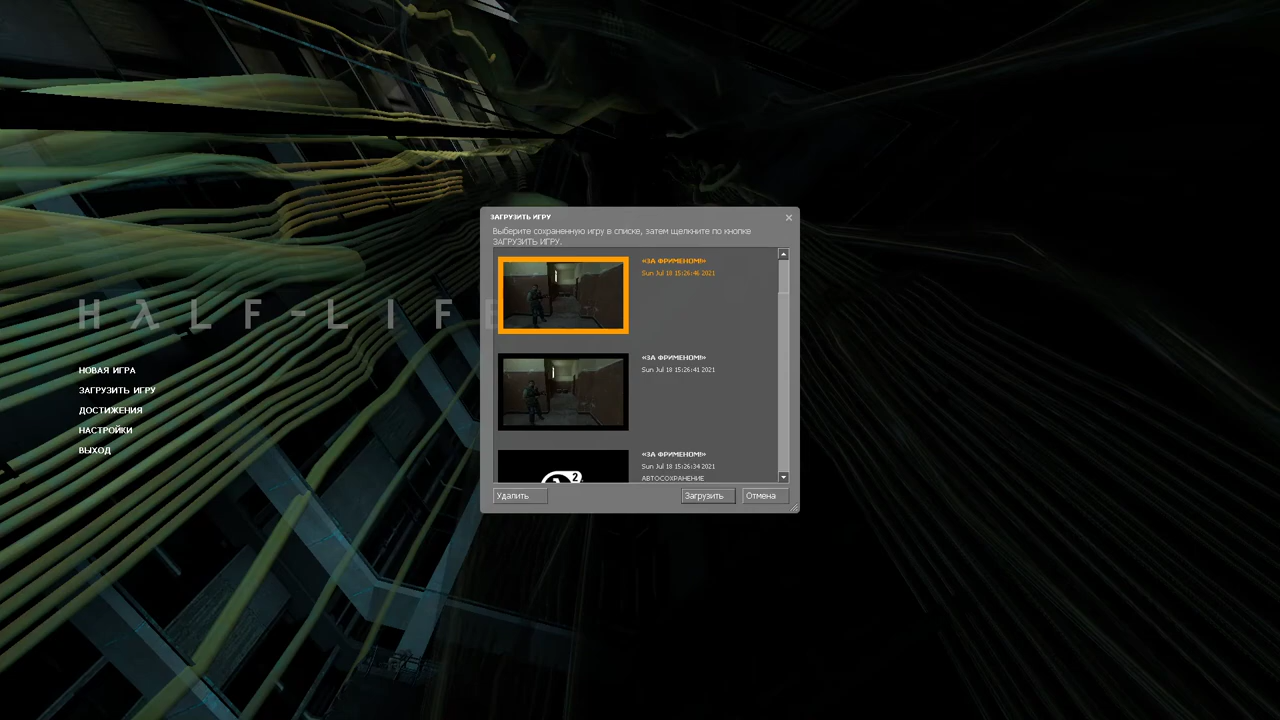 ЗАГРУЗИТЬ ИГРУ
Выберите сохраненную игру в списке, затем щелкните по кнопке
ЗАГРУЗИТЬ ИГРУ.
«ЗА ФРИМЕНОМ!»
Sun Jul 18 15:26:46 2021
HλLF-LIFE
«ЗА ФРИМЕНОМ!»
Sun Jul 18 15:26:41 2021
НОВАЯ ИГРА
ЗАГРУЗИТЬ ИГРУ
ДОСТИЖЕНИЯ
НАСТРОЙКИ
ВЫХОД
«ЗА ФРИМЕНОМ!»
Sun Jul 18 15:26:34 2021
АВТОСОХРАНЕНИЕ
2
Удалить
Загрузить
Отмена